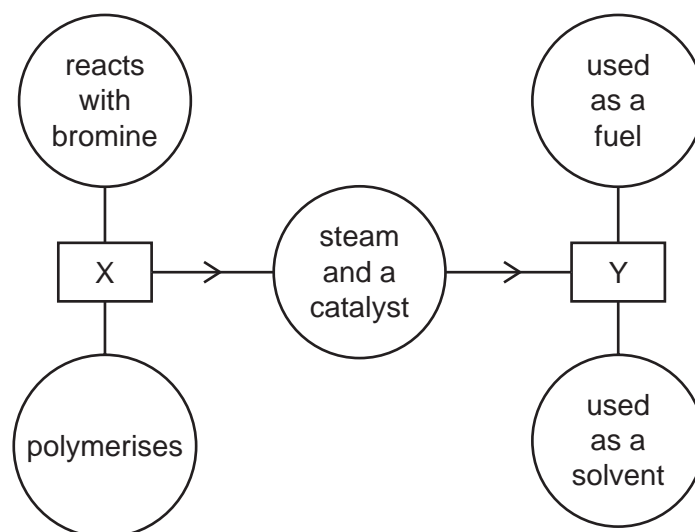 reacts
with
bromine
used
as a
fuel
X
steam
and a
catalyst
Y
polymerises
used
as a
solvent